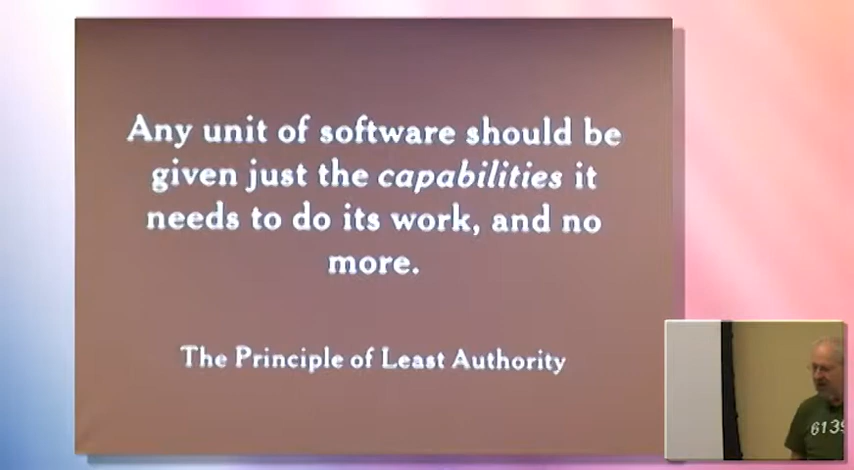 Any unit of software should be
given just the capabilities it
needs to do its work, and no
more.
The Principle of Least Authority
6139